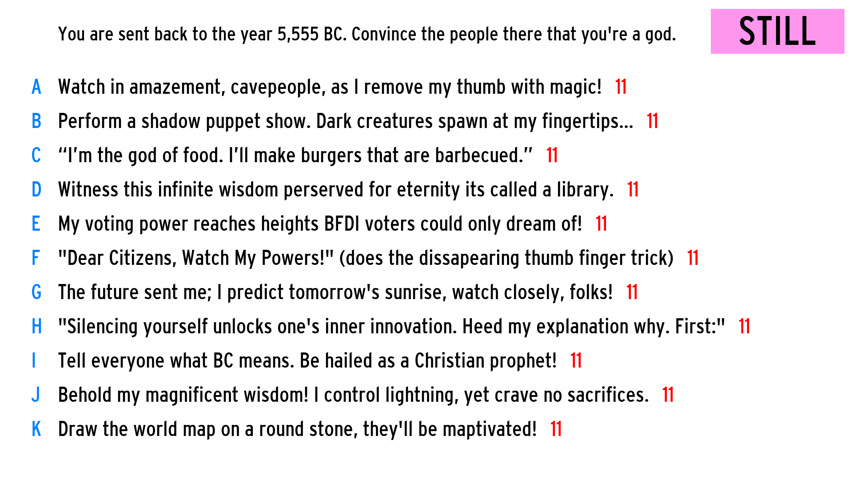 You are sent back to the year 5,555 BC. Convince the people there that you're a god.
STILL
A Watch in amazement, cavepeople, as I remove my thumb with magic! 11
B Perform a shadow puppet show. Dark creatures spawn at my fingertips... 11
C “I’m the god of food. I’ll make burgers that are barbecued.” 11
D Witness this infinite wisdom perserved for eternity its called a library. 11
E My voting power reaches heights BFDI voters could only dream of! 11
F "Dear Citizens, Watch My Powers!" (does the dissapearing thumb finger trick) 11
G The future sent me; I predict tomorrow's sunrise, watch closely, folks! 11
H "Silencing yourself unlocks one's inner innovation. Heed my explanation why. First:" 11
I Tell everyone what BC means. Be hailed as a Christian prophet! 11
J Behold my magnificent wisdom! I control lightning, yet crave no sacrifices. 11
K Draw the world map on a round stone, they'll be maptivated! 11